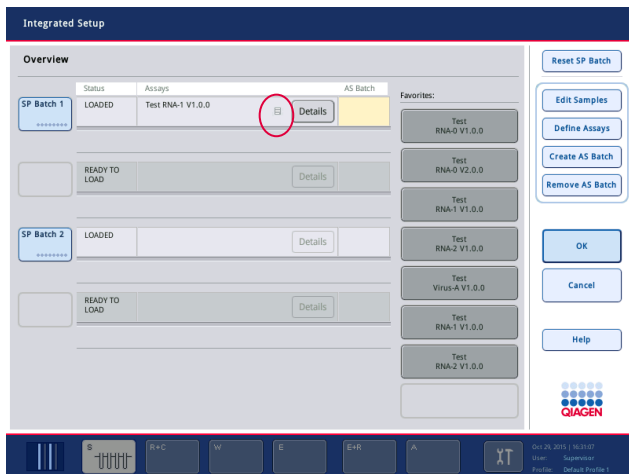 Integrated Setup
Overview
Reset SP Batch
Status Assays AS Batch
Favorites:
SP Batch 1
LOADED
Test RNA-1 V1.0.0
Details
Edit Samples
Test
RNA-0 V1.0.0
Define Assays
Test
RNA-0 V2.0.0
Create AS Batch
READY TO
LOAD
Details
Remove AS Batch
Test
RNA-1 V1.0.0
SP Batch 2
LOADED
Details
Test
RNA-2 V1.0.0
OK
Test
Virus-A V1.0.0
Cancel
READY TO
LOAD
Details
Test
RNA-1 V1.0.0
Help
Test
RNA-2 V1.0.0
QIAGEN
S R+C W E E+R A
Oct 29, 2015 | 16:31:07
User: Supervisor
Profile: Default Profile 1